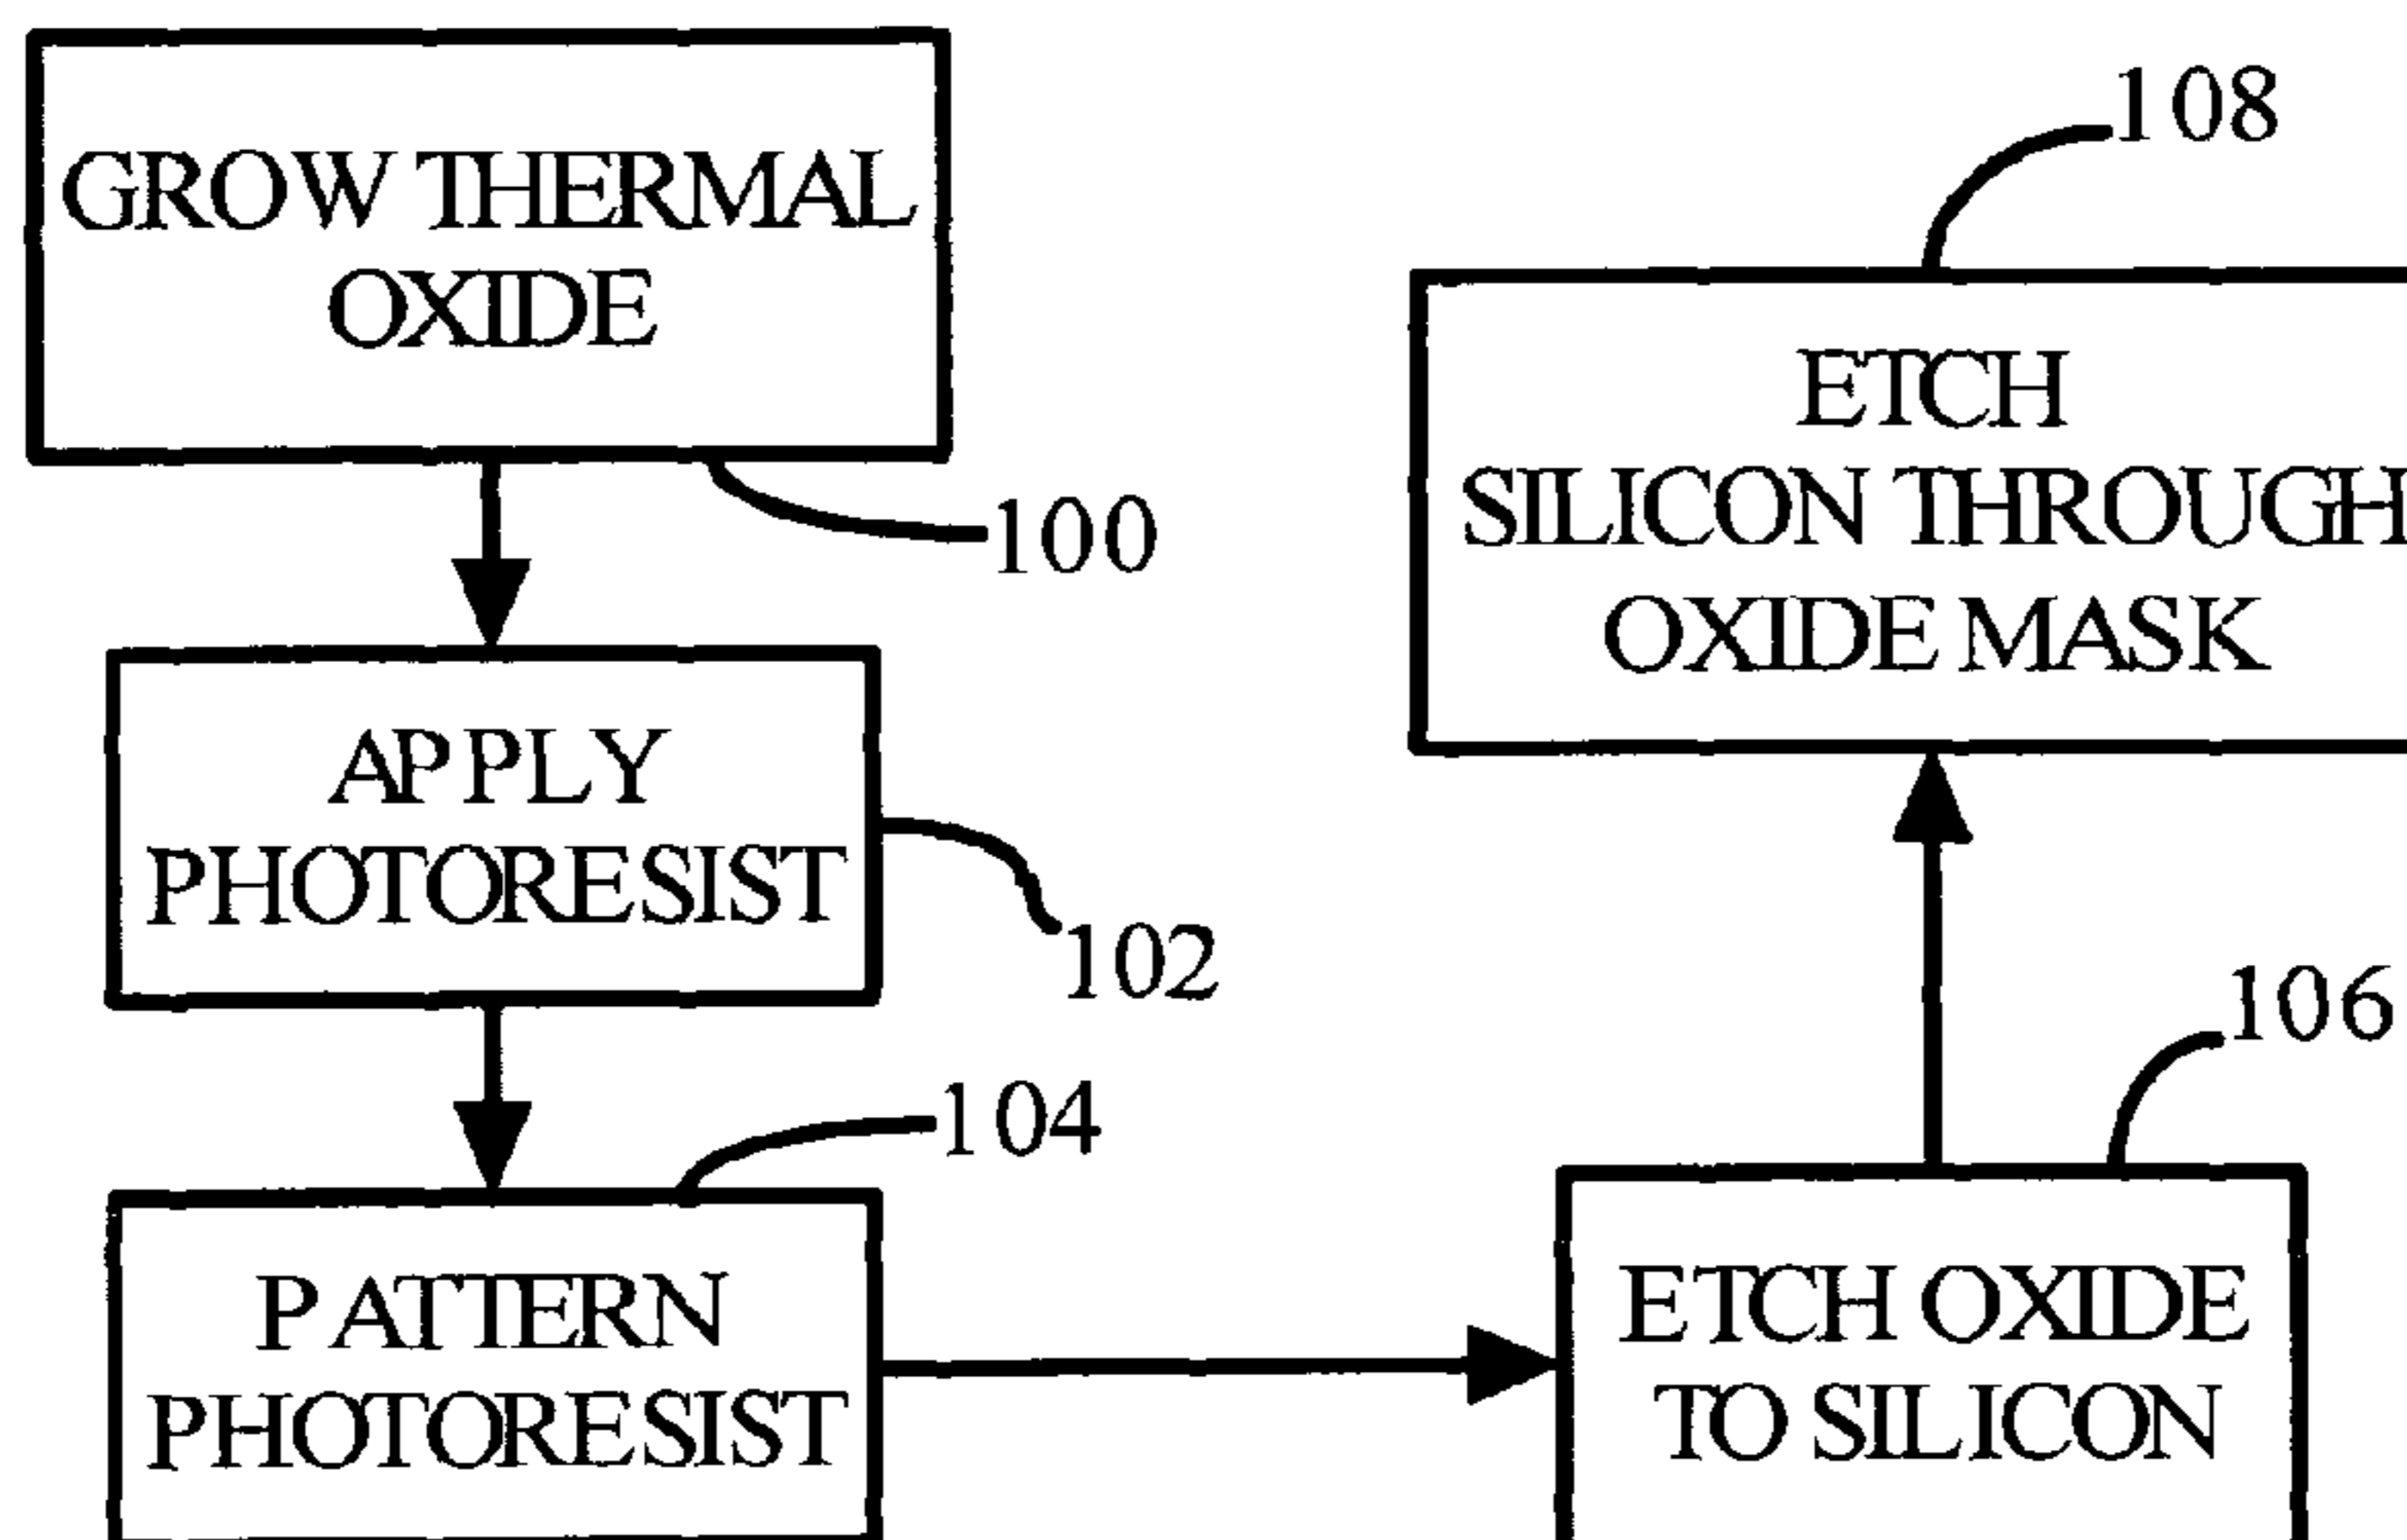 GROW THERMAL
OXIDE
100
APPLY
PHOTORESIST
102
104
PATTERN
PHOTORESIST
108
ETCH
SILICON THROUGH
OXIDE MASK
106
ETCH OXIDE
TO SILICON